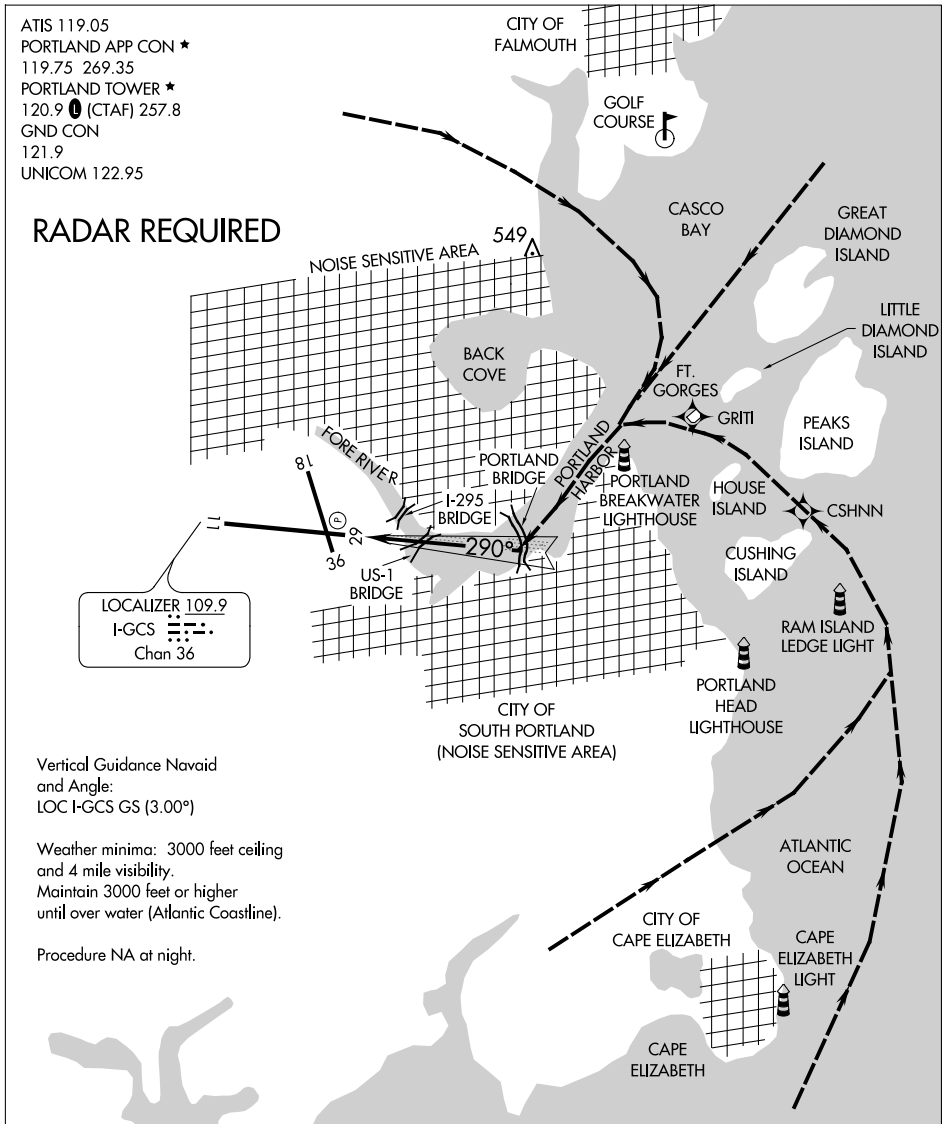 ATIS 119.05
PORTLAND APP CON ★
119.75 269.35
PORTLAND TOWER ★
120.9 L (CTAF) 257.8
GND CON
121.9
UNICOM 122.95
RADAR REQUIRED
CITY OF
FALMOUTH
GOLF
COURSE
CASCO
BAY
GREAT
DIAMOND
ISLAND
549
NOISE SENSITIVE AREA
LITTLE
DIAMOND
ISLAND
BACK
COVE
FT.
GORGES
GRITI
PEAKS
ISLAND
FORE RIVER
PORTLAND
BRIDGE
PORTLAND
HARBOR
18
I-295
BRIDGE
PORTLAND
BREAKWATER
LIGHTHOUSE
HOUSE
ISLAND
CSHNN
11
P
29
36
290°
US-1
BRIDGE
CUSHING
ISLAND
LOCALIZER 109.9
I-GCS
Chan 36
RAM ISLAND
LEDGE LIGHT
PORTLAND
HEAD
LIGHTHOUSE
CITY OF
SOUTH PORTLAND
(NOISE SENSITIVE AREA)
Vertical Guidance Navaid
and Angle:
LOC I-GCS GS (3.00°)
Weather minima: 3000 feet ceiling
and 4 mile visibility.
Maintain 3000 feet or higher
until over water (Atlantic Coastline).
Procedure NA at night.
ATLANTIC
OCEAN
CITY OF
CAPE ELIZABETH
CAPE
ELIZABETH
LIGHT
CAPE
ELIZABETH